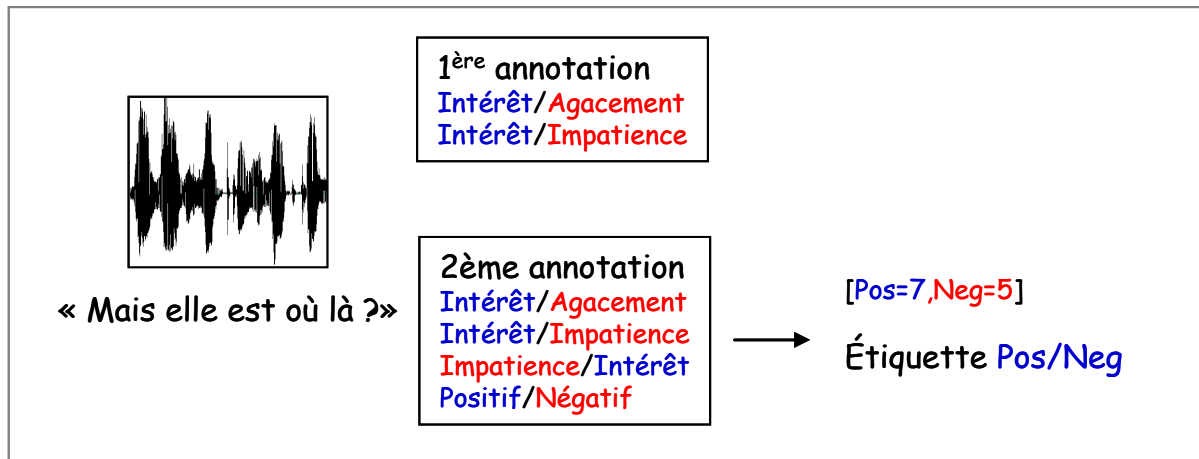 1ère annotation
Intérêt/Agacement
Intérêt/Impatience
« Mais elle est où là ?»
2ème annotation
Intérêt/Agacement
Intérêt/Impatience
Impatience/Intérêt
Positif/Négatif
[Pos=7,Neg=5]
Étiquette Pos/Neg